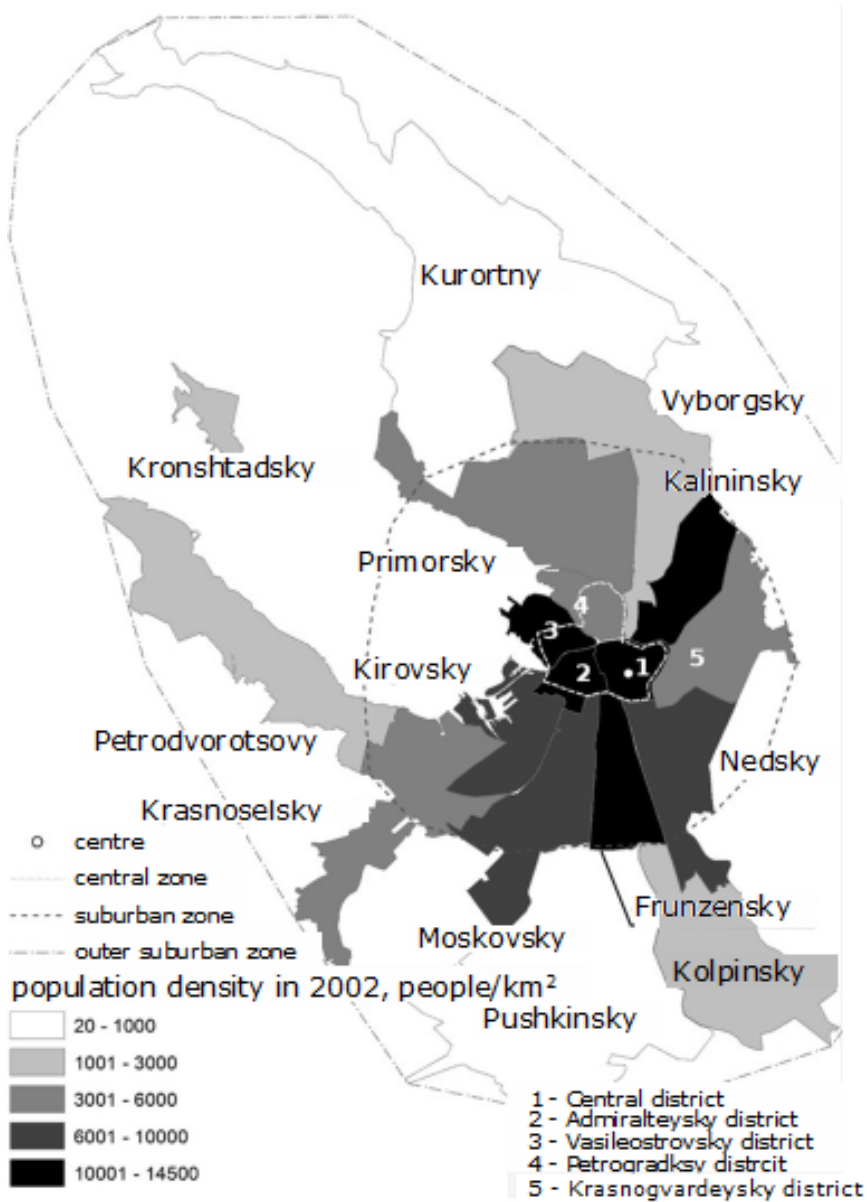 Kurortny
Vyborgsky
Kronshtadsky
Kalininsky
Primorsky
4
3
Kirovsky
2
1
5
Petrodvorotsovy
Nedsky
Krasnoselsky
centre
central zone
suburban zone
outer suburban zone
Frunzensky
Moskovsky
Kolpinsky
population density in 2002, people/km²
Pushkinsky
20 - 1000
1001 - 3000
3001 - 6000
6001 - 10000
10001 - 14500
1 - Central district
2 - Admiralteysky district
3 - Vasileostrovsky district
4 - Petrogradksy distrcit
5 - Krasnogvardeysky district